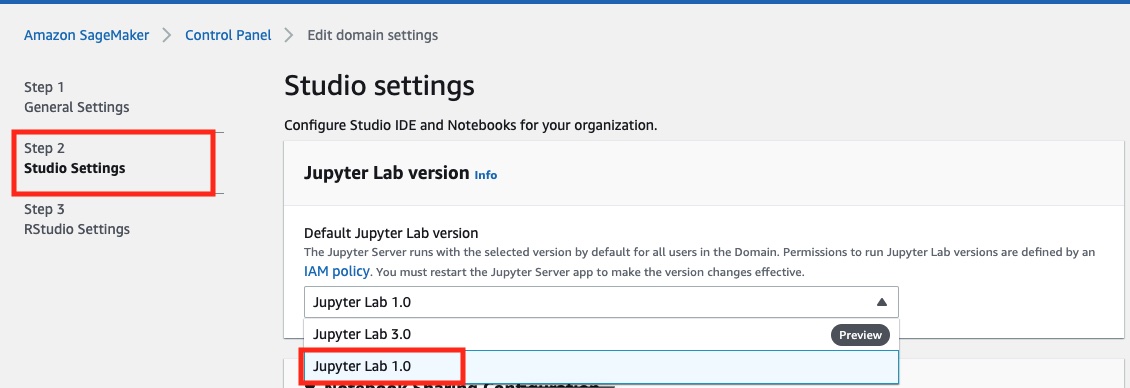 Amazon SageMaker > Control Panel > Edit domain settings
Step 1
General Settings
Step 2
Studio Settings
Step 3
RStudio Settings
Studio settings
Configure Studio IDE and Notebooks for your organization.
Jupyter Lab version Info
Default Jupyter Lab version
The Jupyter Server runs with the selected version by default for all users in the Domain. Permissions to run Jupyter Lab versions are defined by an
IAM policy. You must restart the Jupyter Server app to make the version changes effective.
Jupyter Lab 1.0
Jupyter Lab 3.0 Preview
Jupyter Lab 1.0
Notebook Sharing Configuration